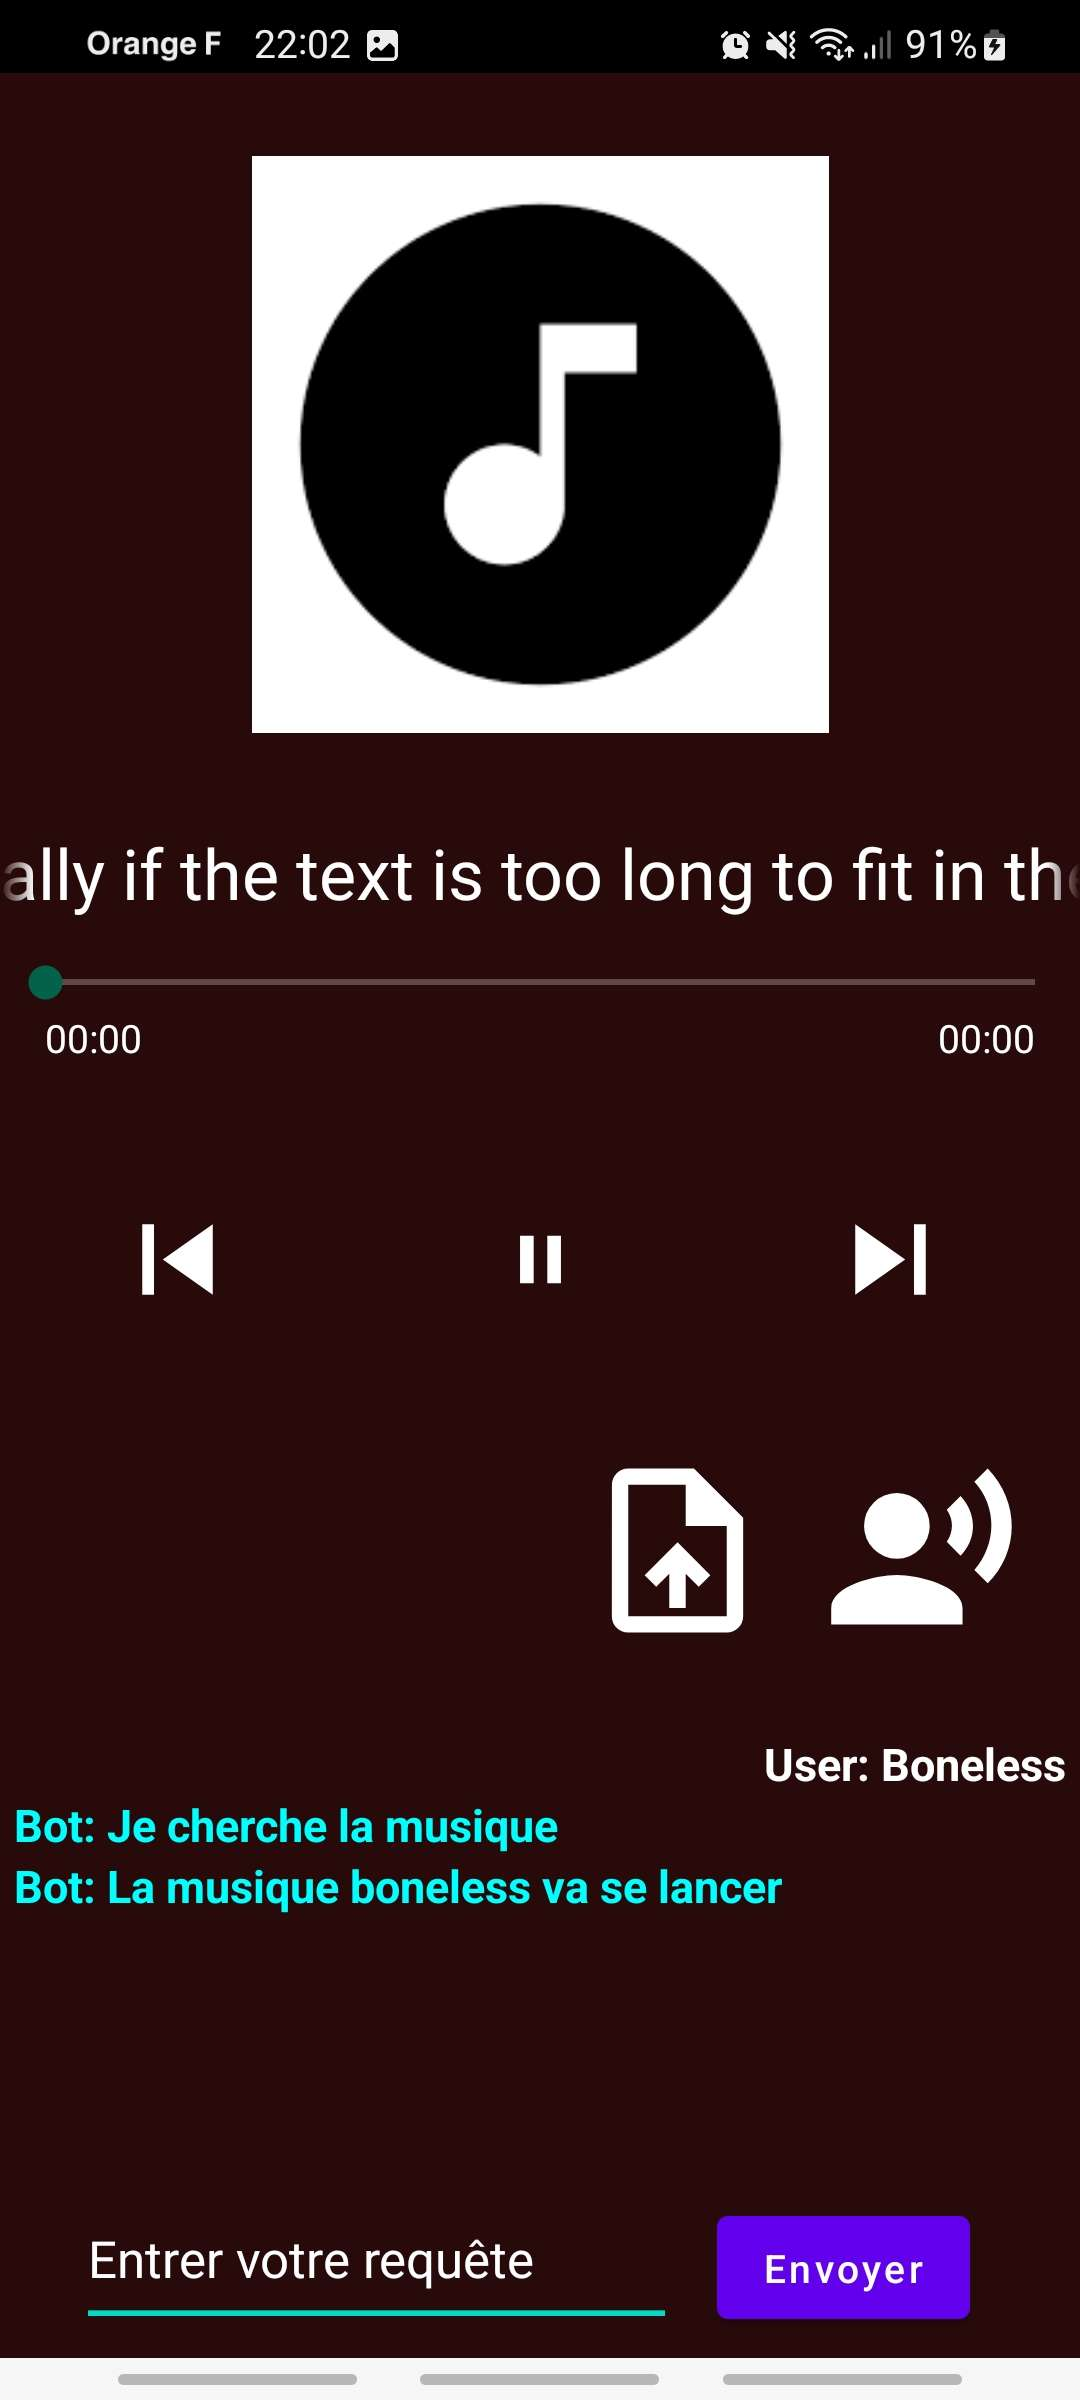 Orange F 22:02 91%
ally if the text is too long to fit in the
00:00 00:00
User: Boneless
Bot: Je cherche la musique
Bot: La musique boneless va se lancer
Entrer votre requête Envoyer